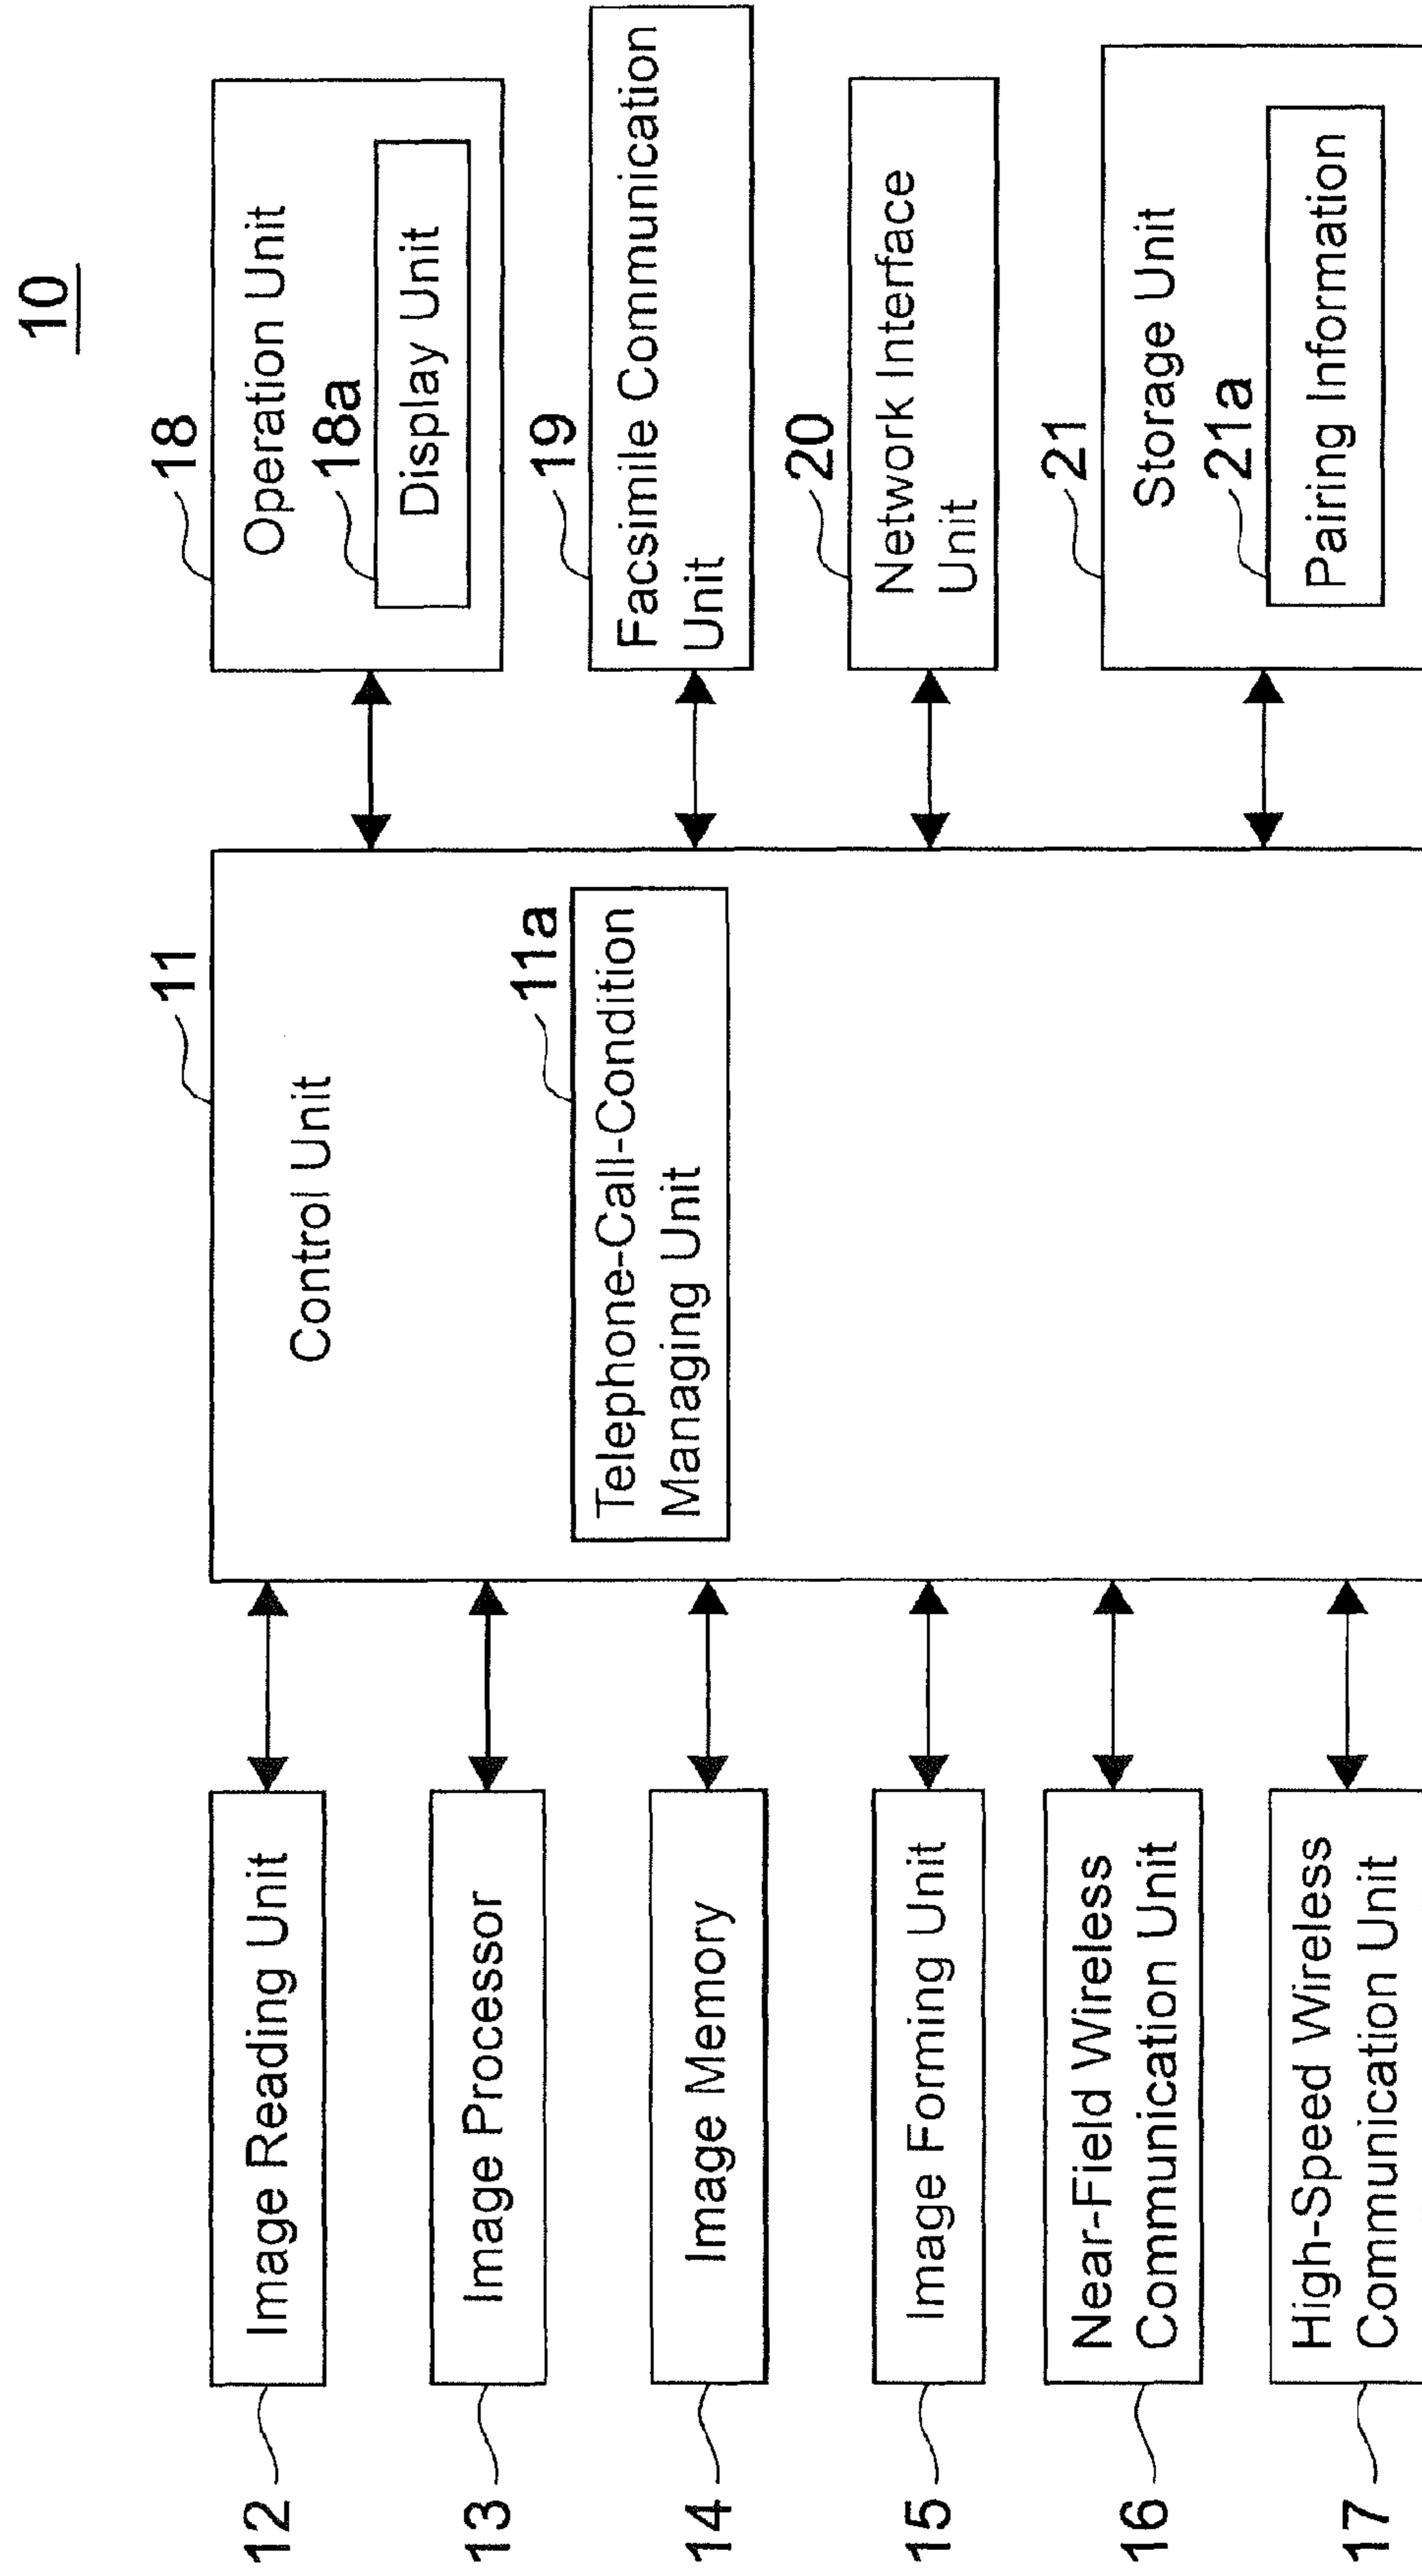 10
12
Image Reading Unit
13
Image Processor
14
Image Memory
15
Image Forming Unit
16
Near-Field Wireless
Communication Unit
17
High-Speed Wireless
Communication Unit
11
Control Unit
11a
Telephone-Call-Condition
Managing Unit
18
Operation Unit
18a
Display Unit
19
Facsimile Communication
Unit
20
Network Interface
Unit
21
Storage Unit
21a
Pairing Information